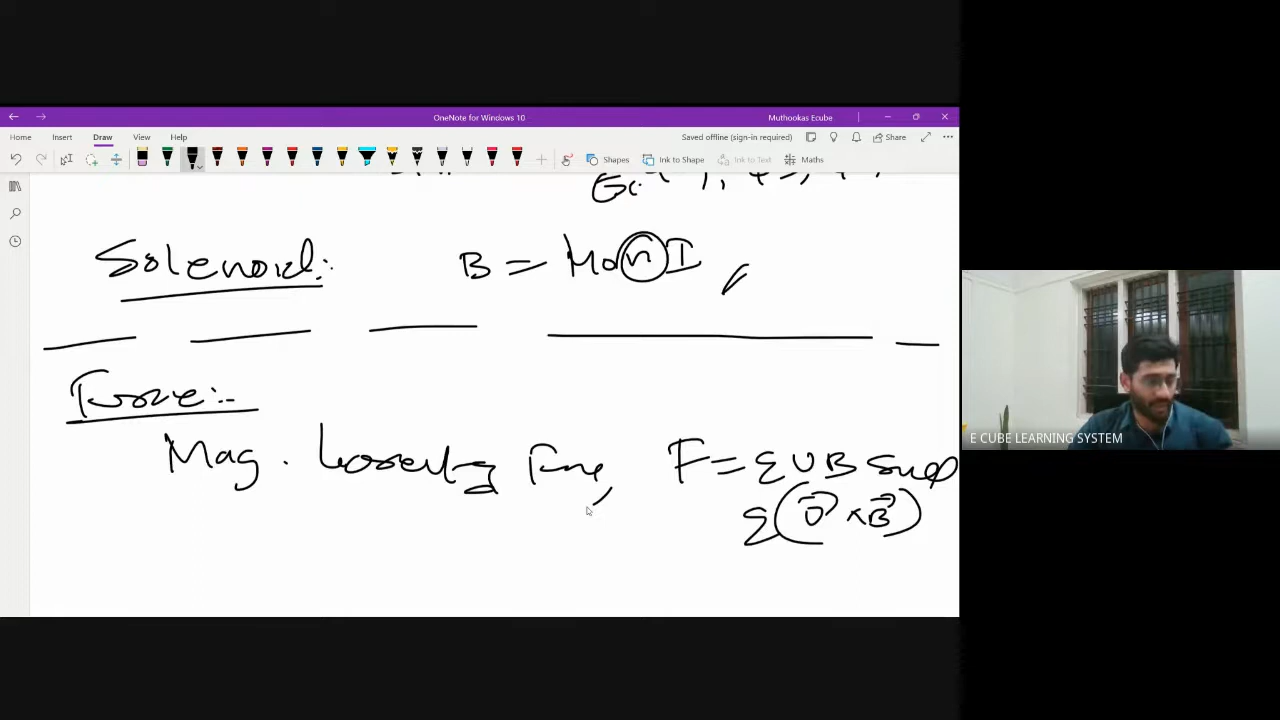 OneNote for Windows 10
Muthookas Ecube
Home Insert Draw View Help
Saved offline (sign-in required)
Share
Shapes
Ink to Shape
Ink to Text
Maths
Solenoid:
B = μ0nI,
Force:-
Mag. Lorentz Force, F = qvB sinθ
q(v⃗ × B⃗)
E CUBE LEARNING SYSTEM